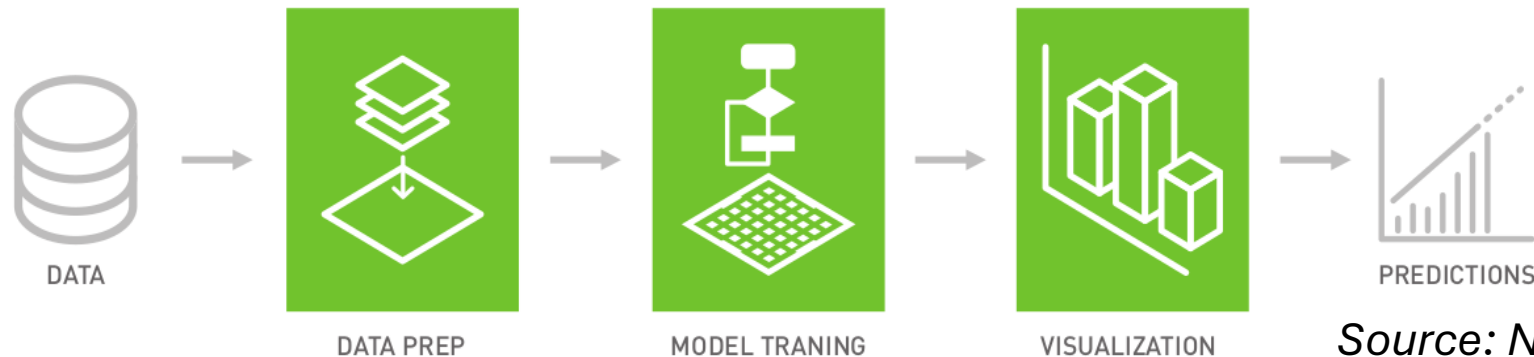 DATA
DATA PREP
MODEL TRANING
VISUALIZATION
PREDICTIONS
Source: N